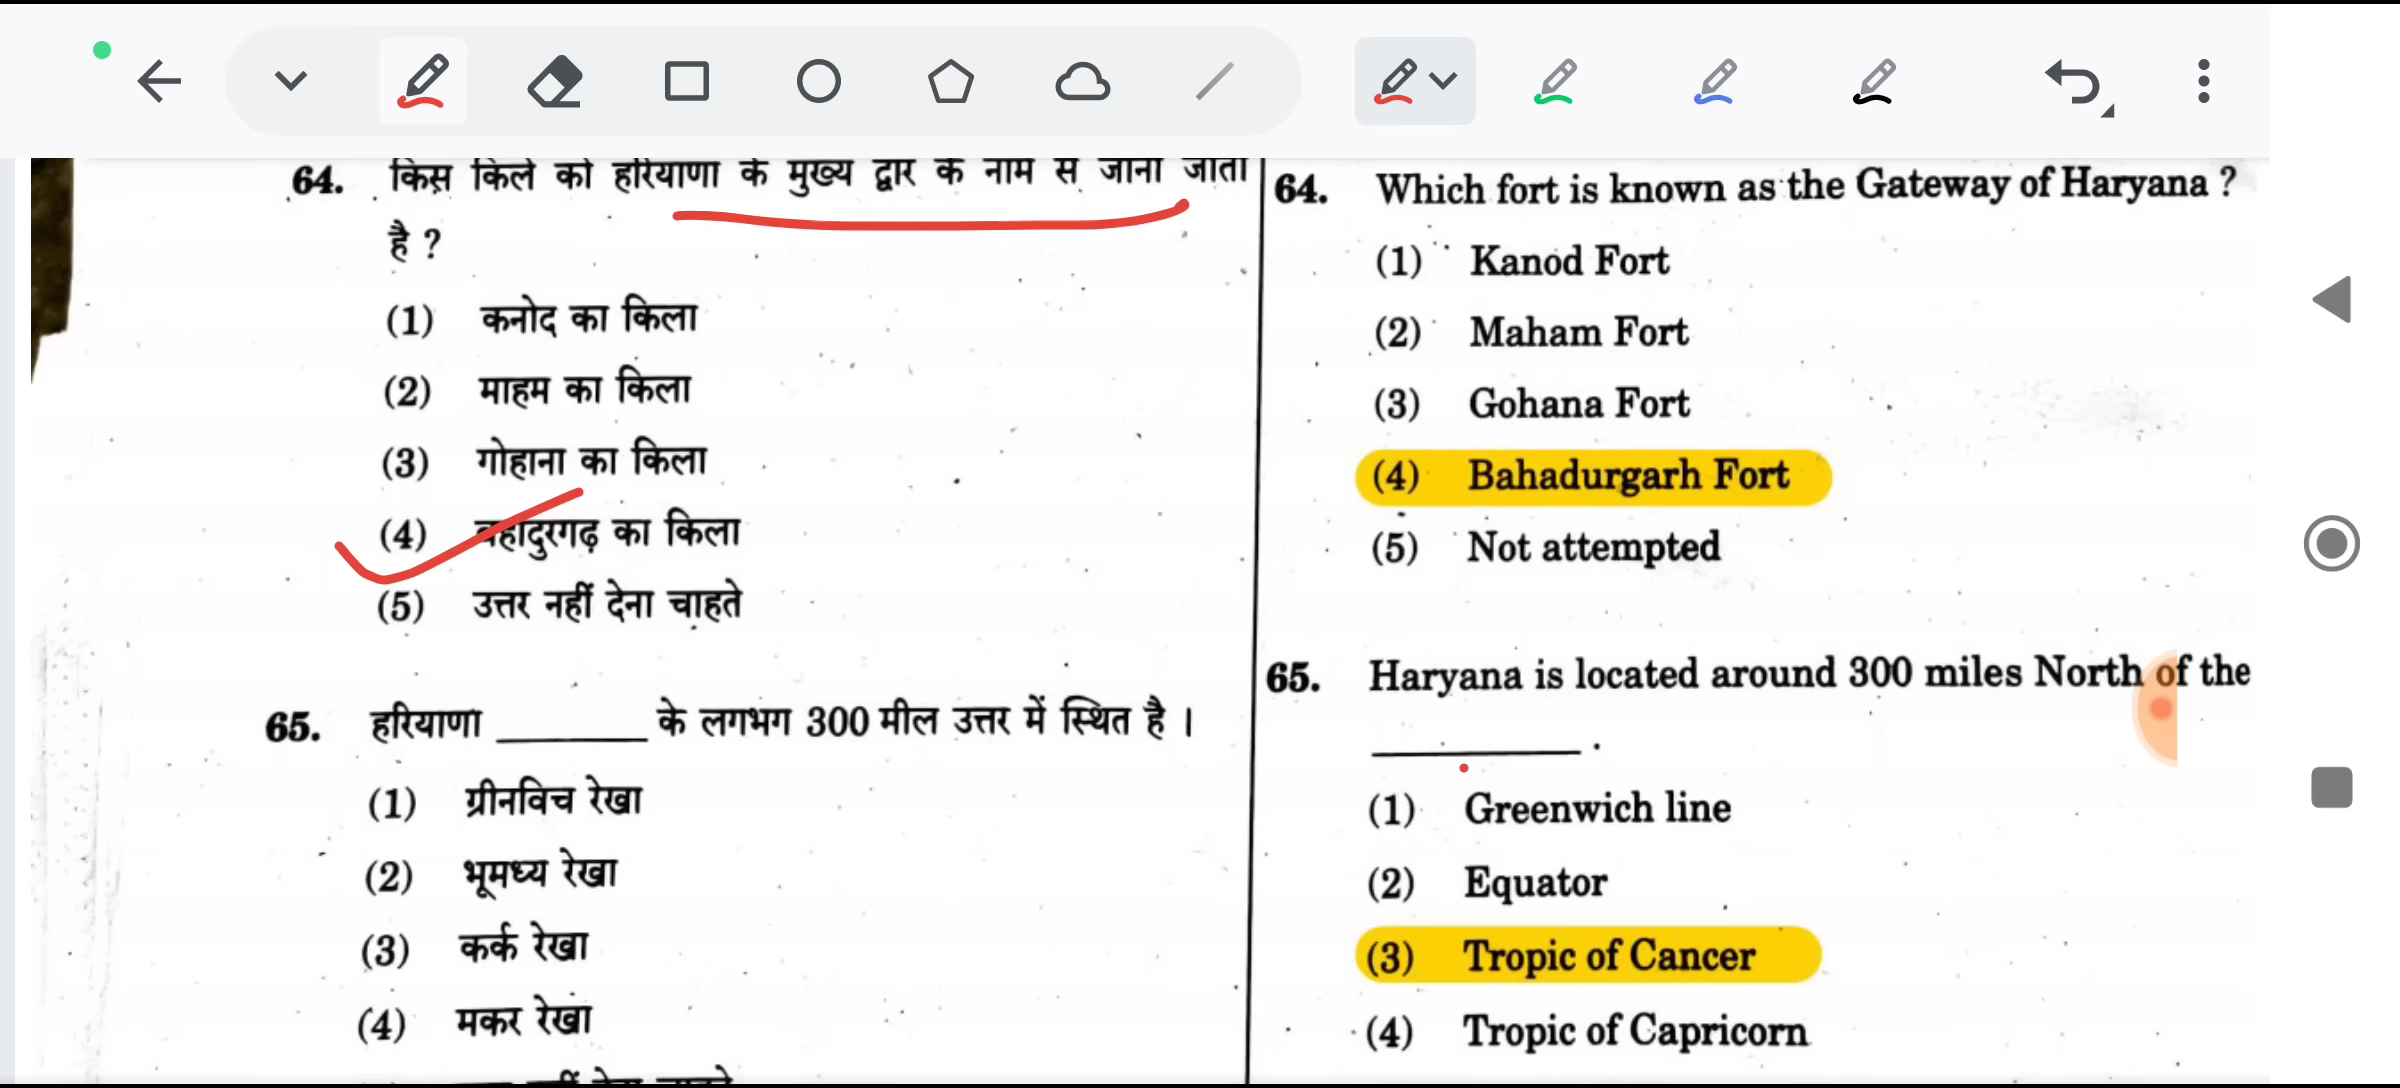 64. किस किले को हरियाणा के मुख्य द्वार के नाम से जाना जाता
है ?
(1) कनोद का किला
(2) माहम का किला
(3) गोहाना का किला
(4) बहादुरगढ़ का किला
(5) उत्तर नहीं देना चाहते
65. हरियाणा ________ के लगभग 300 मील उत्तर में स्थित है ।
(1) ग्रीनविच रेखा
(2) भूमध्य रेखा
(3) कर्क रेखा
(4) मकर रेखा
64. Which fort is known as the Gateway of Haryana ?
(1) Kanod Fort
(2) Maham Fort
(3) Gohana Fort
(4) Bahadurgarh Fort
(5) Not attempted
65. Haryana is located around 300 miles North of the
________ .
(1) Greenwich line
(2) Equator
(3) Tropic of Cancer
(4) Tropic of Capricorn